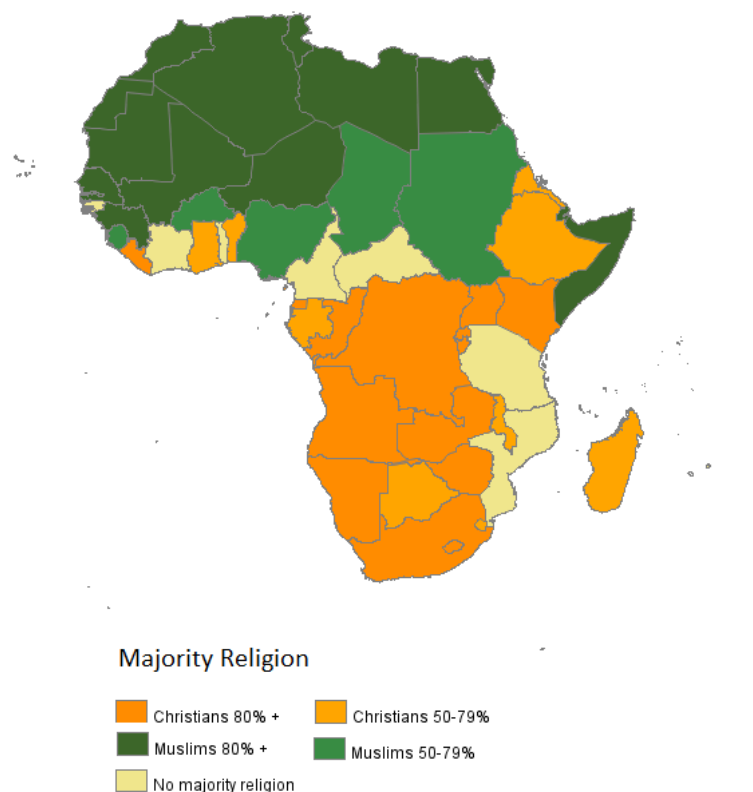 Majority Religion
Christians 80% +
Christians 50-79%
Muslims 80% +
Muslims 50-79%
No majority religion